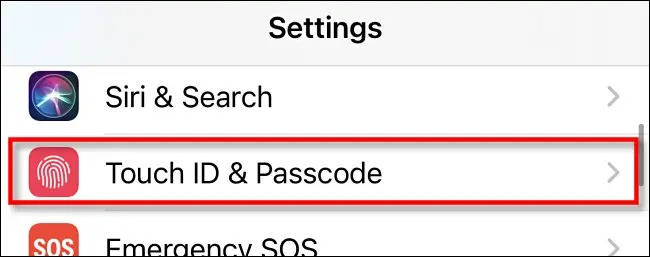 Settings
Siri & Search
Touch ID & Passcode
SOS Emergency SOS